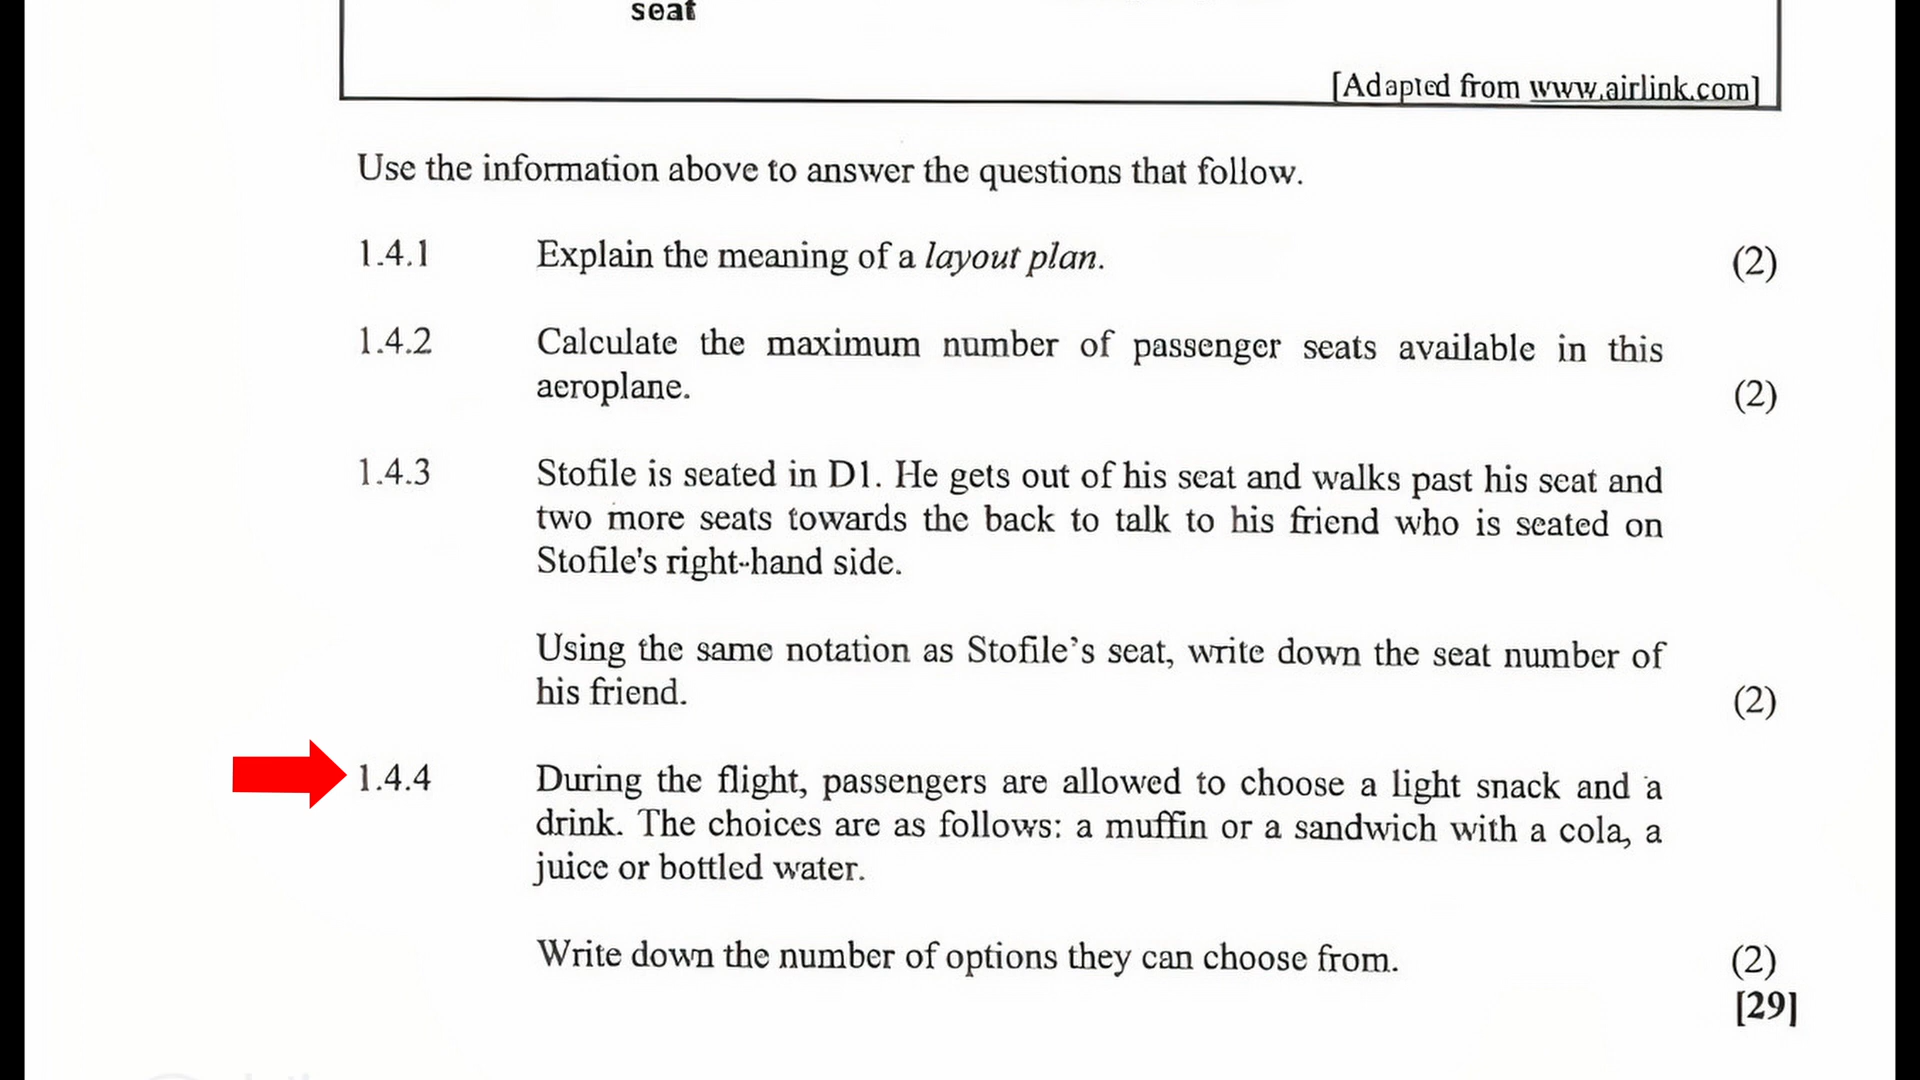 seat
[Adapted from www.airlink.com]
Use the information above to answer the questions that follow.
1.4.1 Explain the meaning of a layout plan. (2)
1.4.2 Calculate the maximum number of passenger seats available in this
aeroplane. (2)
1.4.3 Stofile is seated in D1. He gets out of his seat and walks past his seat and
two more seats towards the back to talk to his friend who is seated on
Stofile's right-hand side.
Using the same notation as Stofile's seat, write down the seat number of
his friend. (2)
1.4.4 During the flight, passengers are allowed to choose a light snack and a
drink. The choices are as follows: a muffin or a sandwich with a cola, a
juice or bottled water.
Write down the number of options they can choose from. (2)
[29]